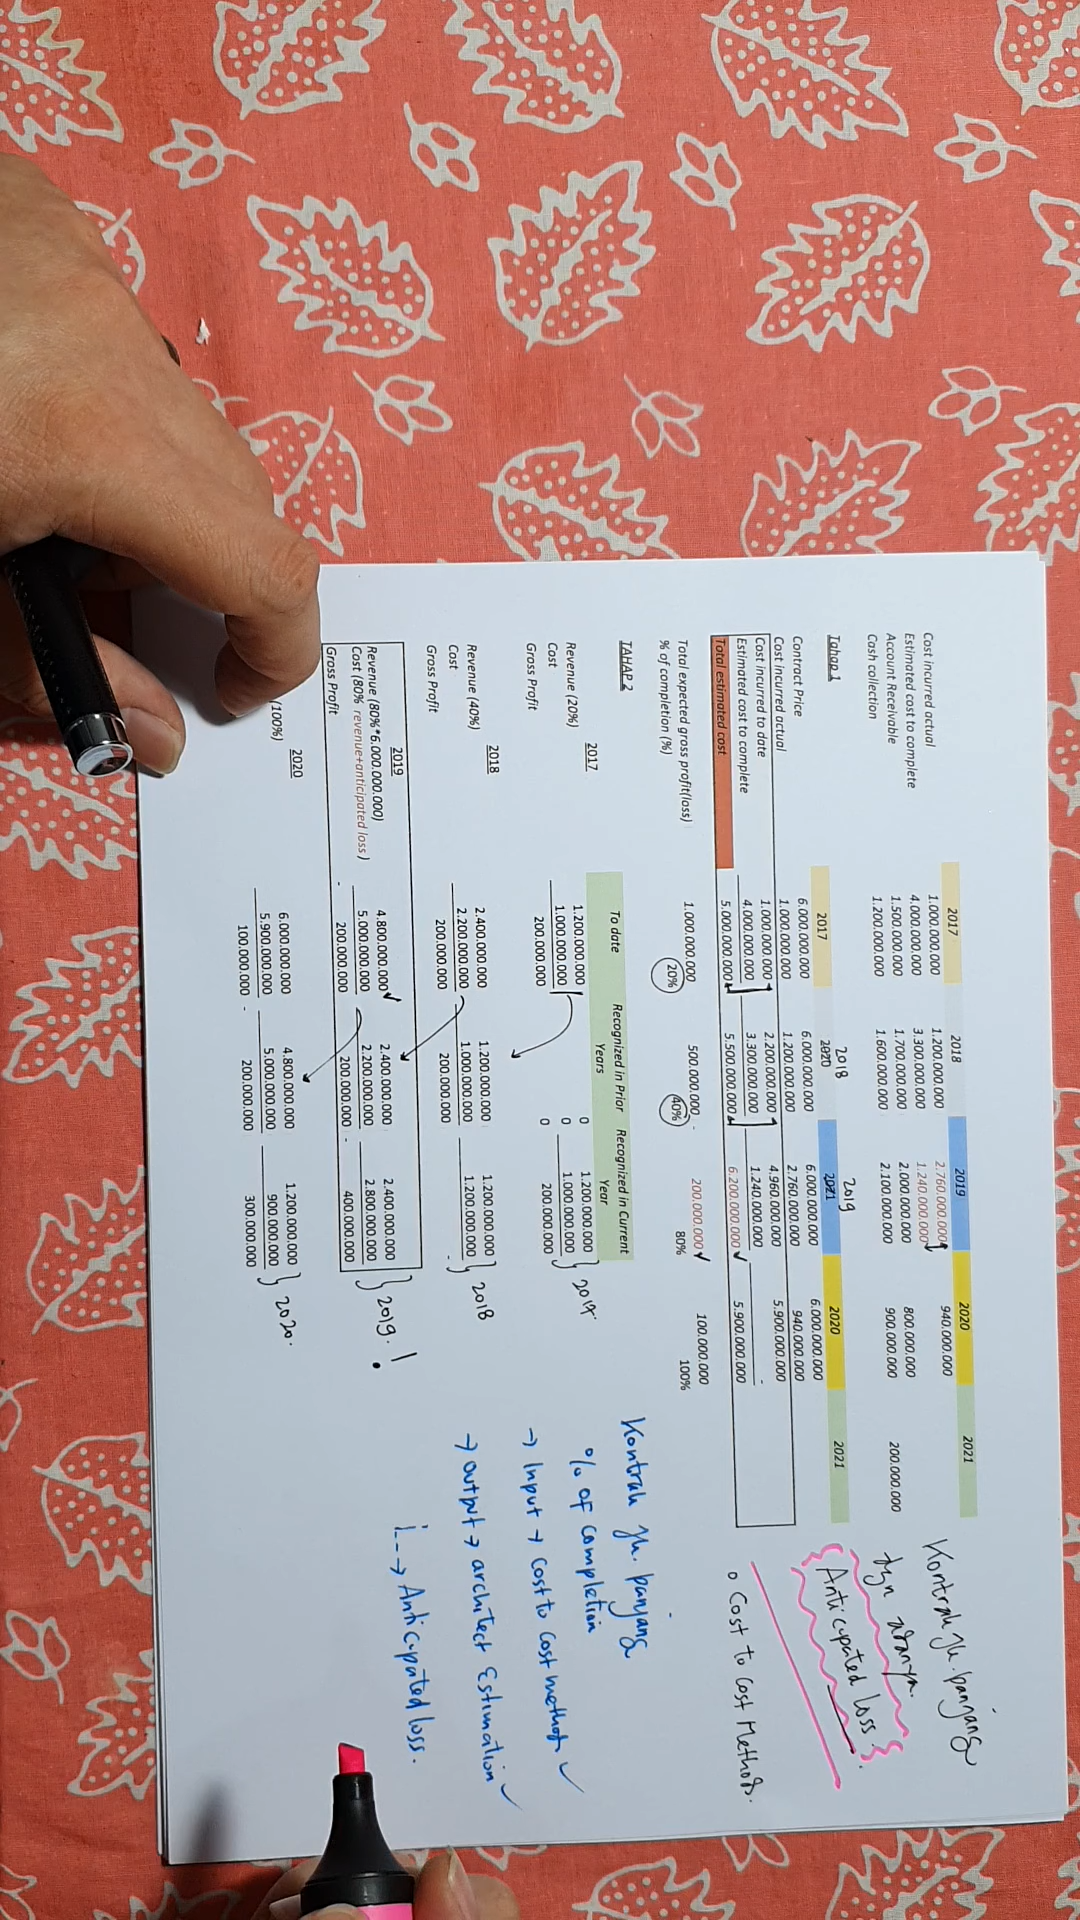 2017 2018 2019 2020 2021
Cost incurred actual 1.000.000.000 1.200.000.000 2.760.000.000 940.000.000
Estimated cost to complete 4.000.000.000 3.300.000.000 1.240.000.000
Account Receivable 1.500.000.000 1.700.000.000 2.000.000.000 800.000.000
Cash collection 1.200.000.000 1.600.000.000 2.100.000.000 900.000.000 200.000.000
Kontrak jk. panjang
dgn adanya.
{Anticipated loss.}
Tahap 1
2018 2019
2017 2020 2021 2020 2021
Contract Price 6.000.000.000 6.000.000.000 6.000.000.000 6.000.000.000
Cost incurred actual 1.000.000.000 1.200.000.000 2.760.000.000 940.000.000
Cost incurred to date 1.000.000.000 2.200.000.000 4.960.000.000 5.900.000.000
Estimated cost to complete 4.000.000.000 3.300.000.000 1.240.000.000 -
Total estimated cost 5.000.000.000 5.500.000.000 6.200.000.000 5.900.000.000
o Cost to Cost Methods.
Total expected gross profit(loss) 1.000.000.000 500.000.000 - 200.000.000 100.000.000
% of completion (%) 20% 40% 80% 100%
TAHAP 2
To date Recognized in Prior Years Recognized in Current Year
2017
Revenue (20%) 1.200.000.000 0 1.200.000.000
Cost 1.000.000.000 0 1.000.000.000
Gross Profit 200.000.000 0 200.000.000
} 2017.
2018
Revenue (40%) 2.400.000.000 1.200.000.000 1.200.000.000
Cost 2.200.000.000 1.000.000.000 1.200.000.000
Gross Profit 200.000.000 200.000.000 -
} 2018
2019
Revenue (80%*6.000.000.000) 4.800.000.000 2.400.000.000 2.400.000.000
Cost (80% revenue+anticipated loss) 5.000.000.000 2.200.000.000 2.800.000.000
Gross Profit - 200.000.000 200.000.000 - 400.000.000
} 2019. !
2020
(100%) 6.000.000.000 4.800.000.000 1.200.000.000
5.900.000.000 5.000.000.000 900.000.000
100.000.000 - 200.000.000 300.000.000
} 2020.
Kontrak jk. panjang
% of Completion
→ Input → Cost to Cost method ✓
→ output → architect Estimation ✓
→ Anticipated loss.